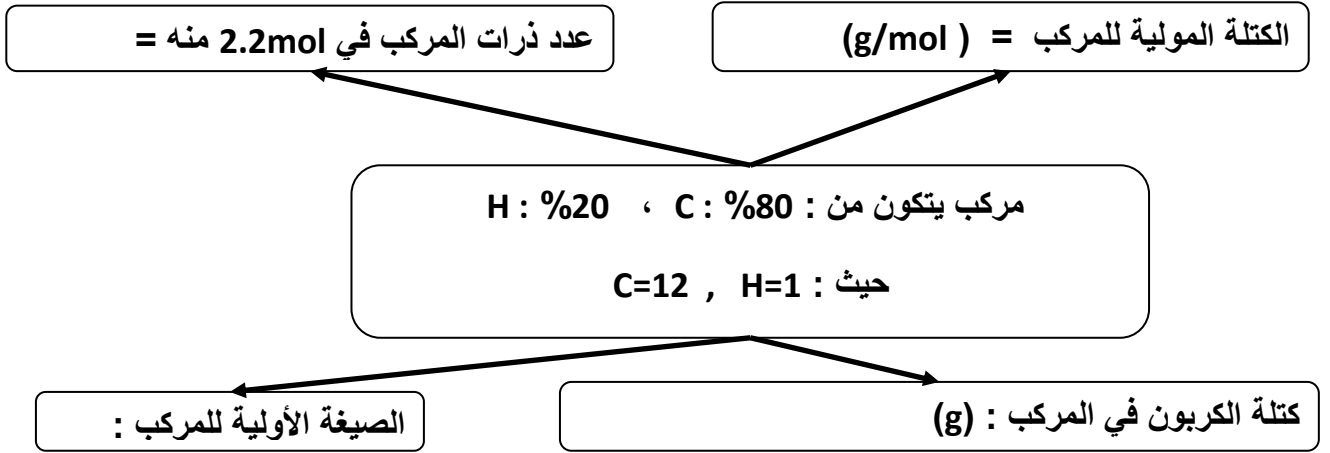 الكتلة المولية للمركب = ( g/mol)
عدد ذرات المركب في 2.2mol منه =
مركب يتكون من : C : %80 ، H : %20
حيث : C=12 , H=1
كتلة الكربون في المركب : (g)
الصيغة الأولية للمركب :